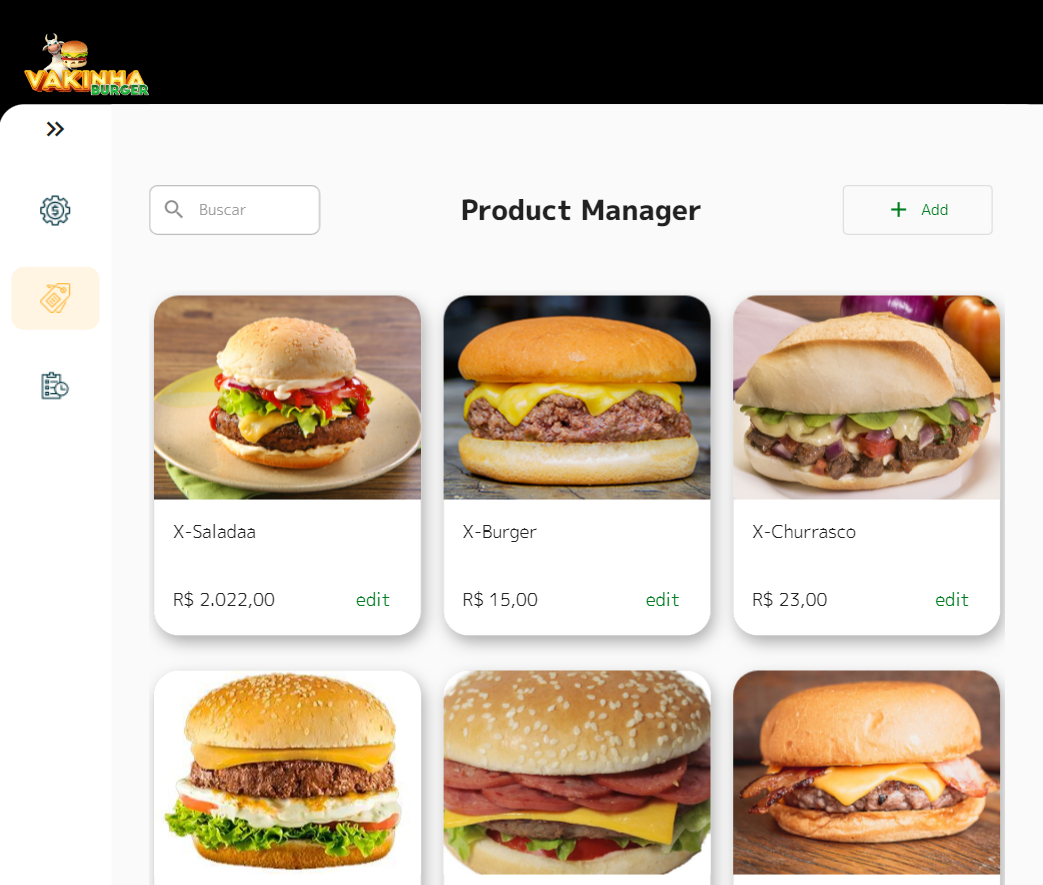 VAKINHA
BURGER
Buscar
Product Manager
Add
X-Saladaa
X-Burger
X-Churrasco
R$ 2.022,00
edit
R$ 15,00
edit
R$ 23,00
edit